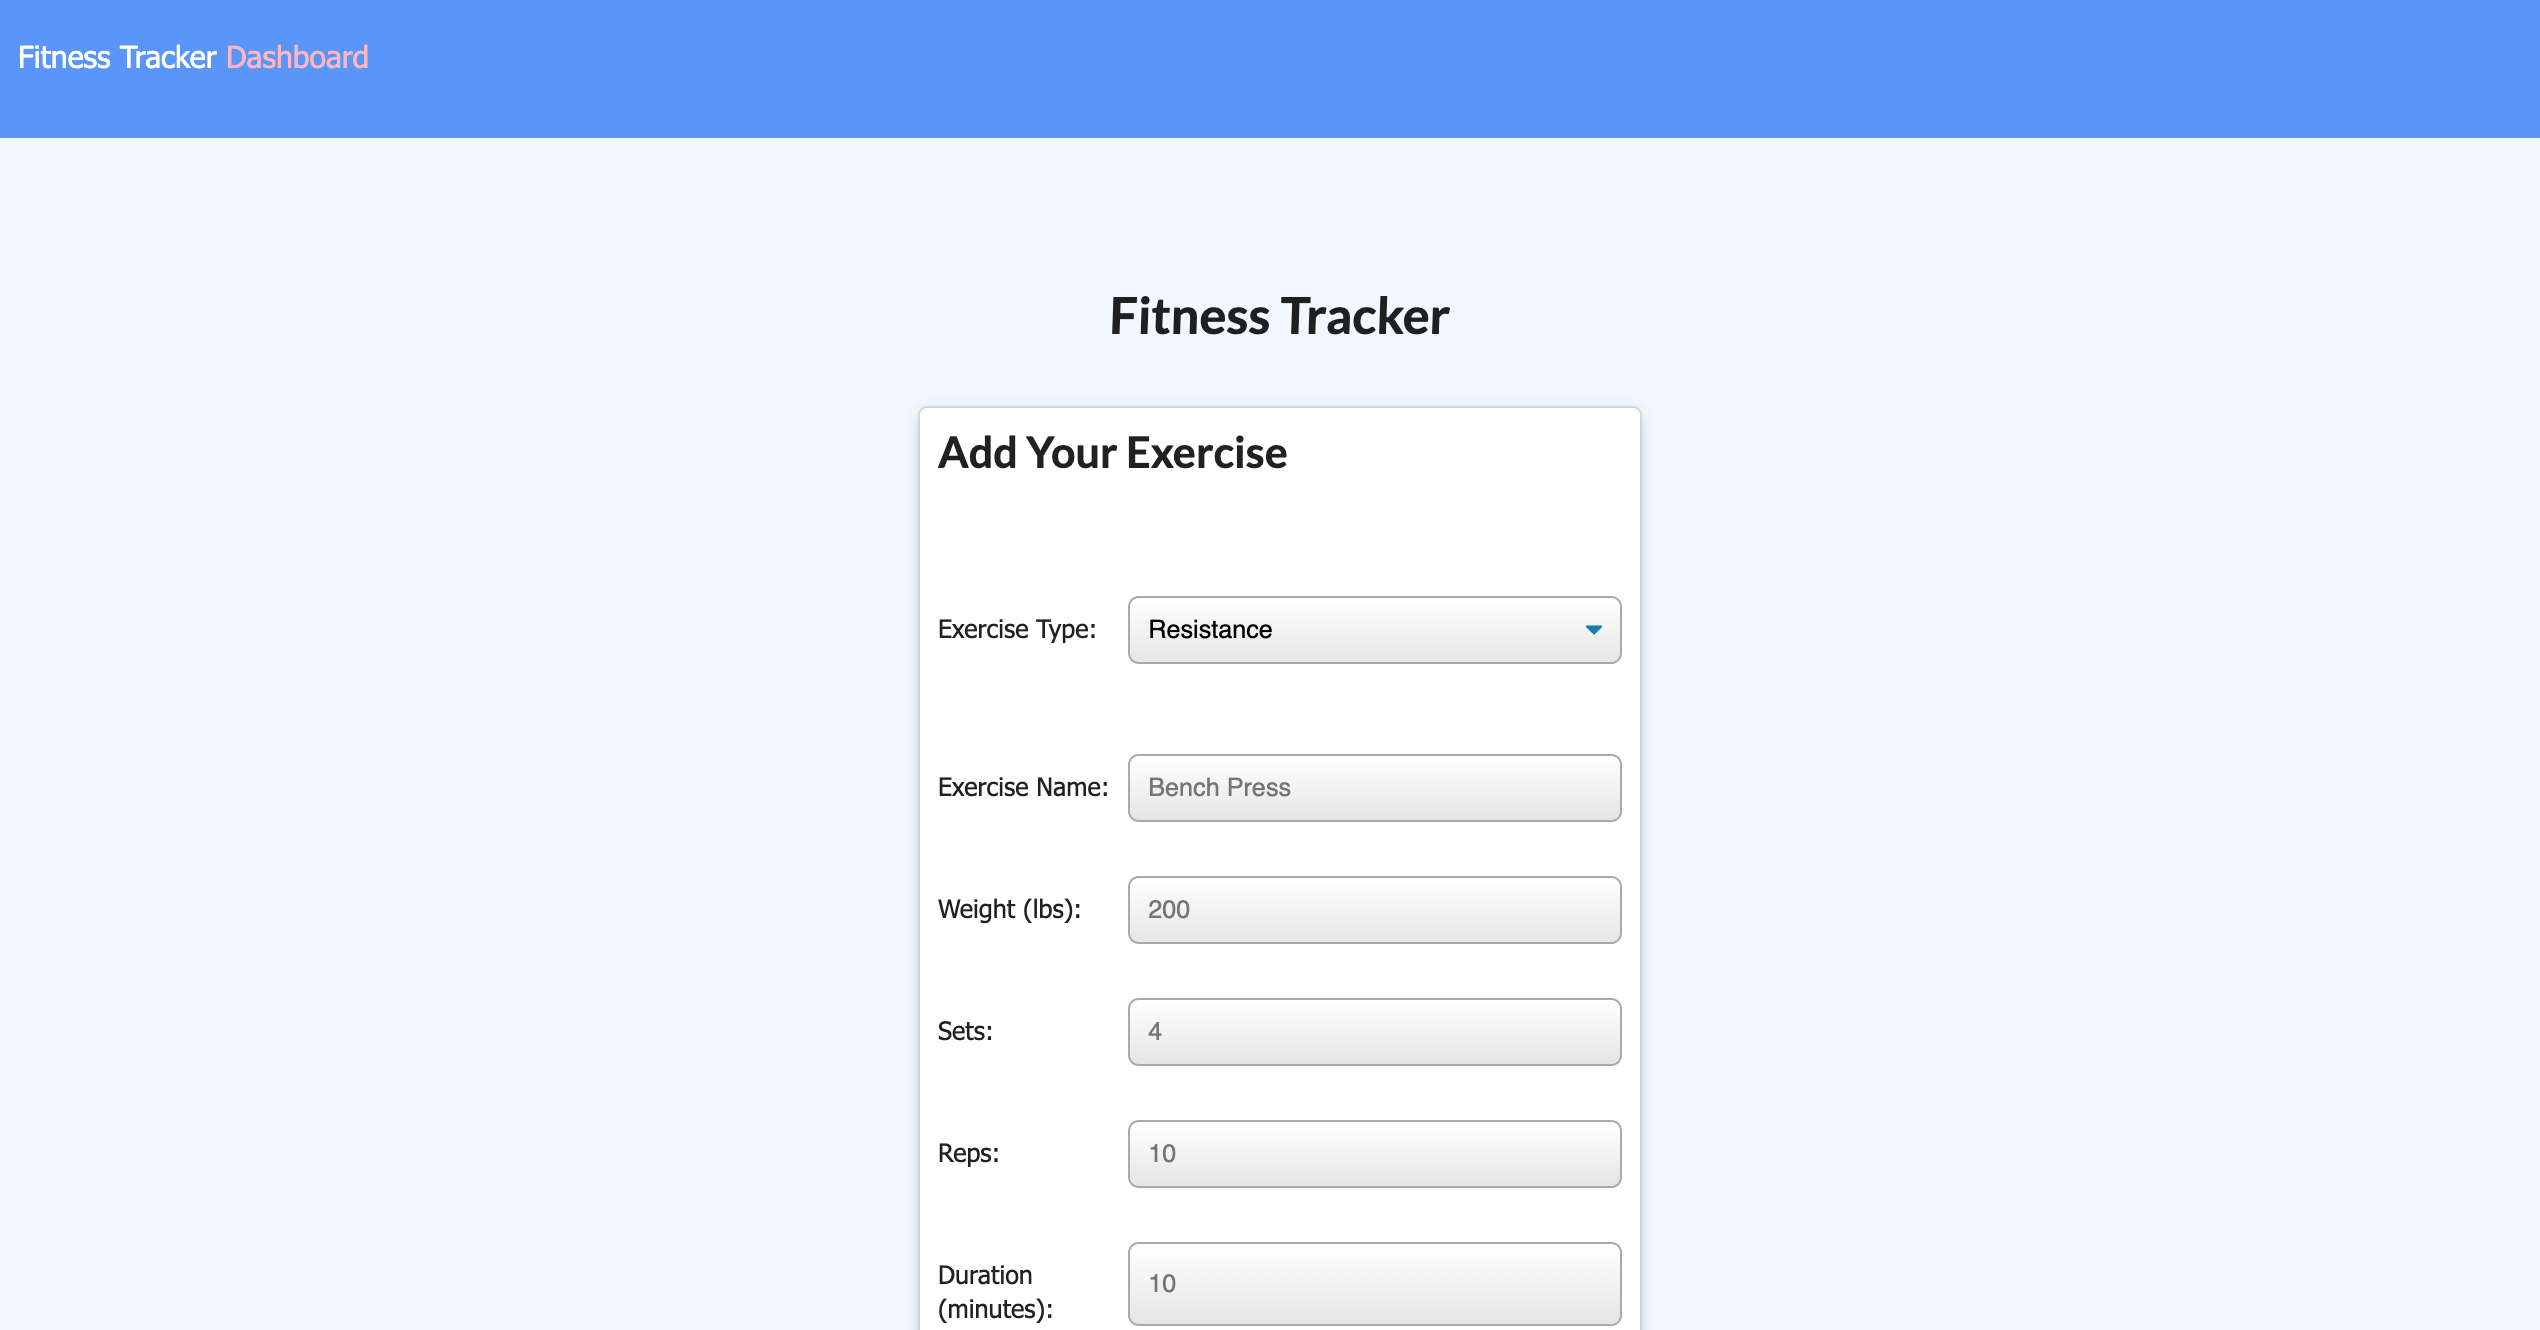 Fitness Tracker Dashboard
Fitness Tracker
Add Your Exercise
Exercise Type: Resistance
Exercise Name: Bench Press
Weight (lbs): 200
Sets: 4
Reps: 10
Duration (minutes): 10